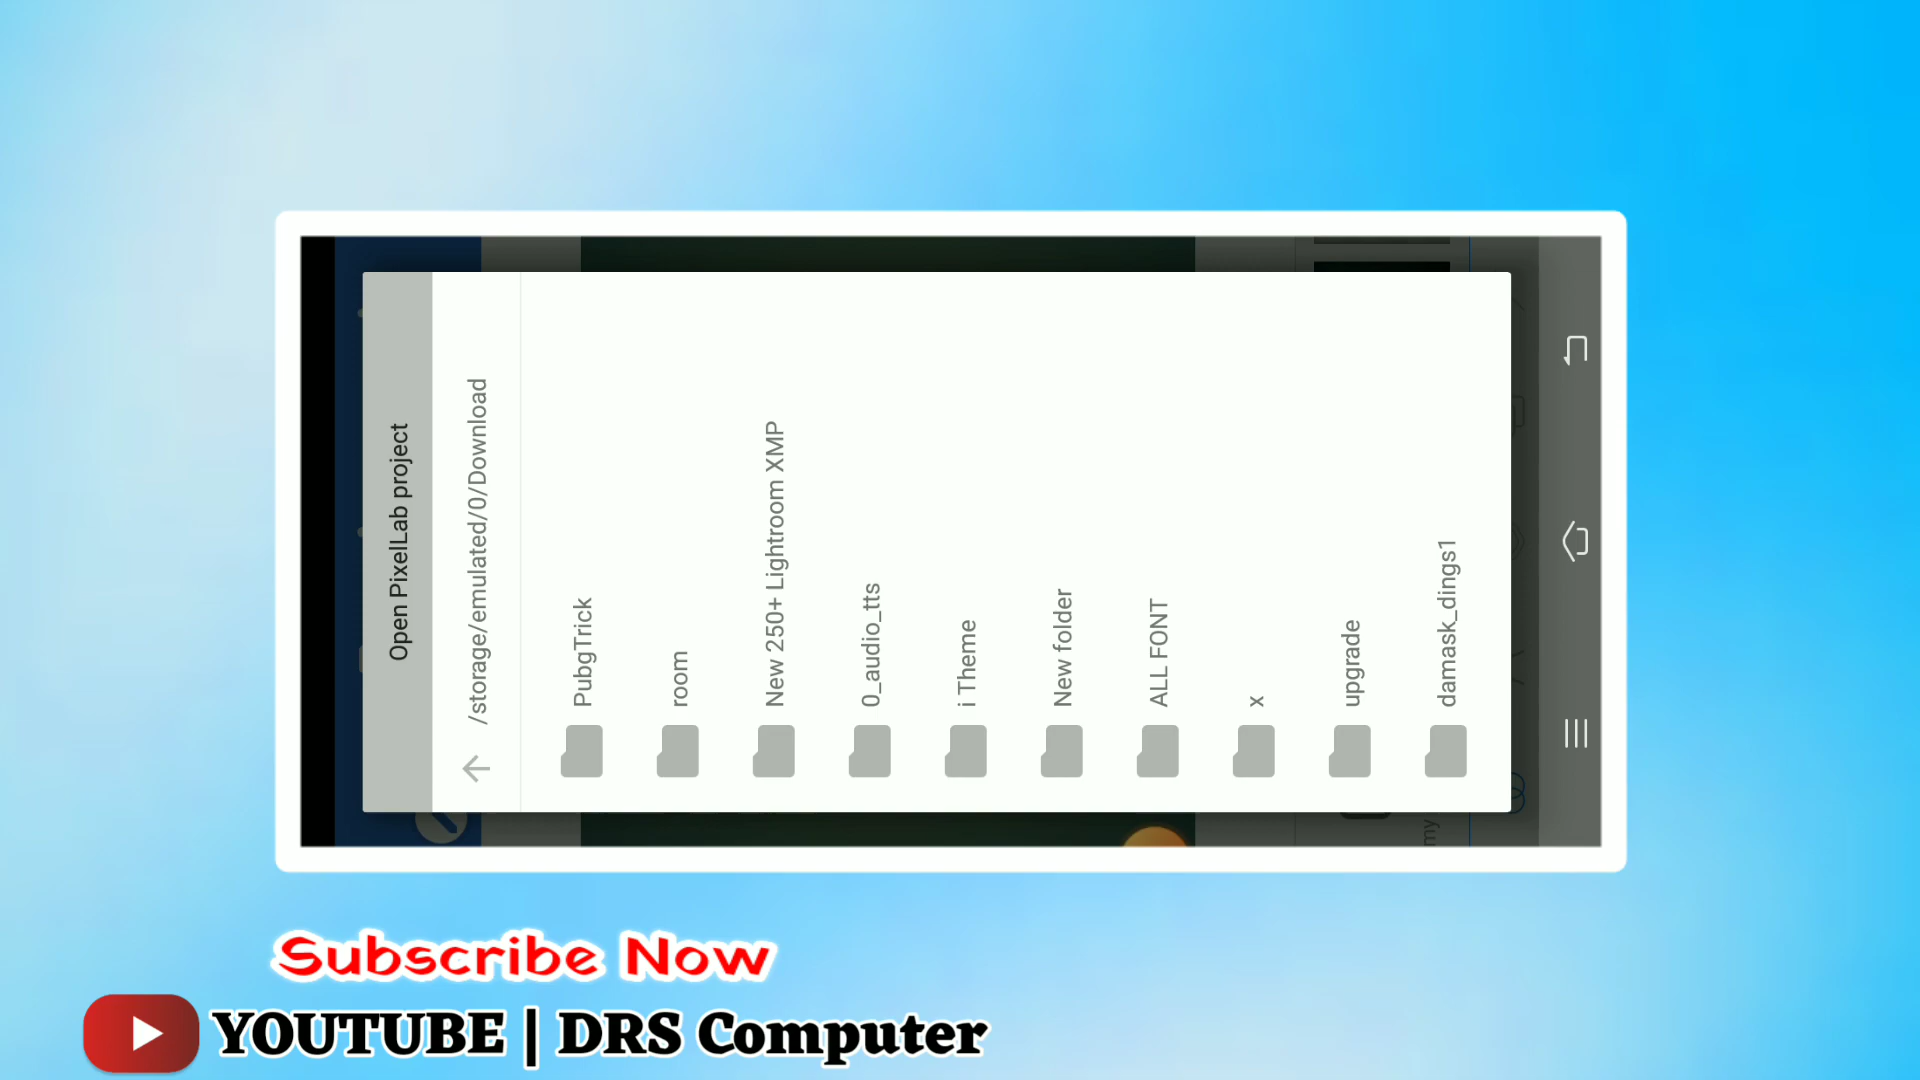 Open PixelLab project
/storage/emulated/0/Download
PubgTrick
room
New 250+ Lightroom XMP
0_audio_tts
i Theme
New folder
ALL FONT
x
upgrade
damask_dings1
my
Subscribe Now
YOUTUBE | DRS Computer